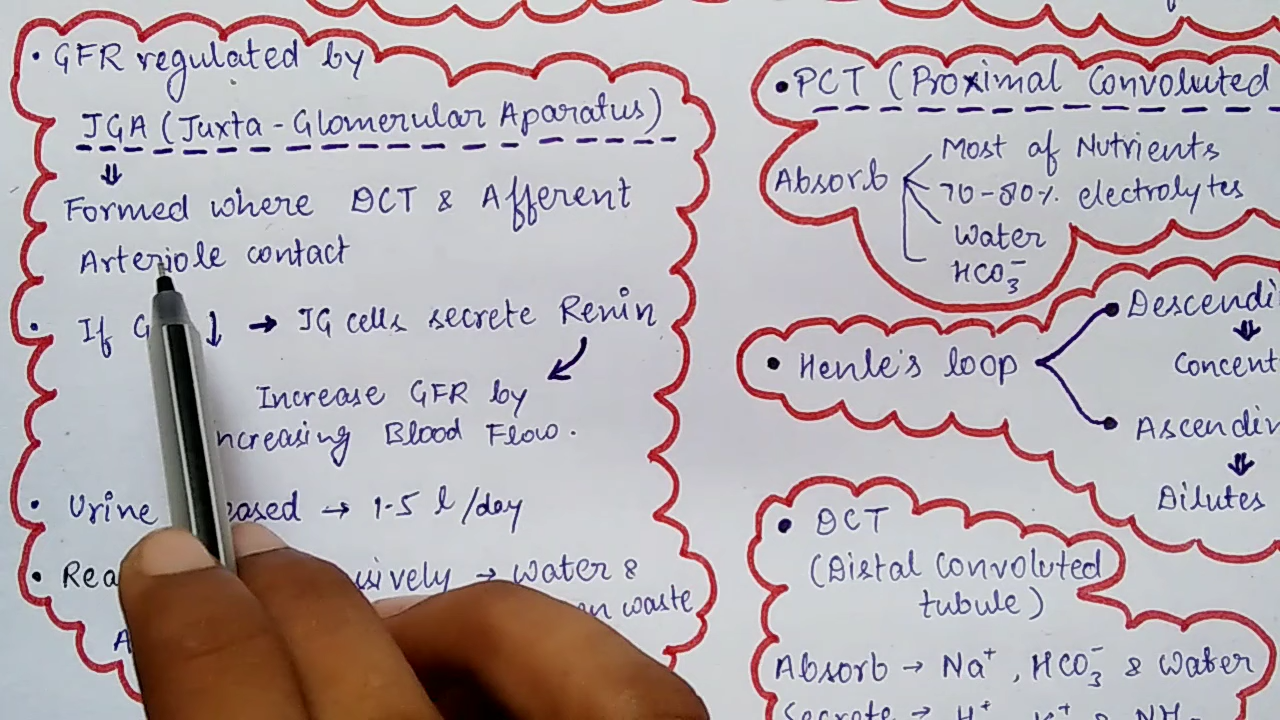 • GFR regulated by
JGA (Juxta-Glomerular Aparatus)
⇓
Formed where DCT & Afferent
Arteriole contact
• If G ↓ → JG cells secrete Renin
Increase GFR by
ncreasing Blood Flow.
• Urine eased → 1.5 l/day
• Rea sively → Water &
n waste
A
• PCT (Proximal Convoluted
Absorb
Most of Nutrients
70-80% electrolytes
Water
HCO₃⁻
• Henle's loop
• Descendi
⇓
Concent
• Ascendin
⇓
Dilutes
• DCT
(Distal convoluted
tubule)
Absorb → Na⁺, HCO₃⁻ & Water
Secrete → H⁺, K⁺ & NH₃